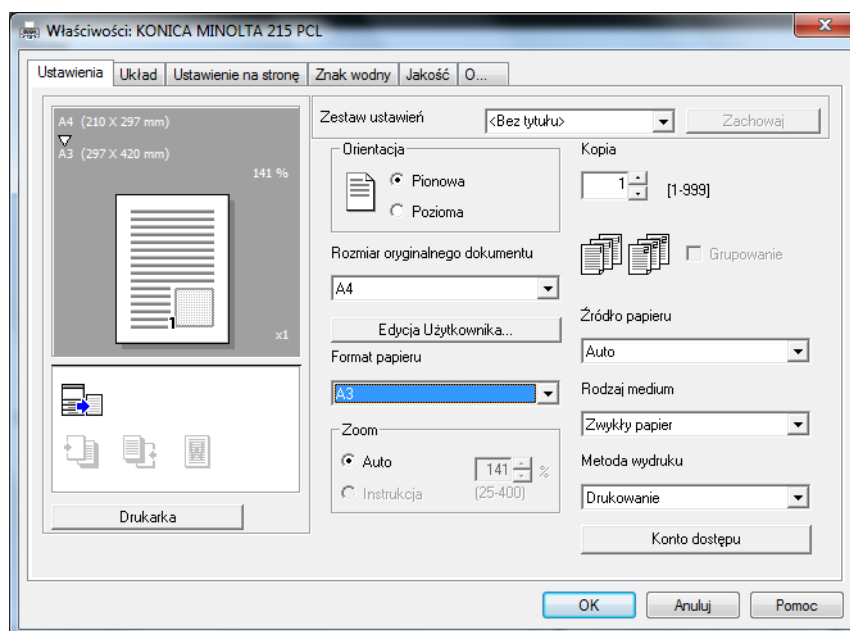 Właściwości: KONICA MINOLTA 215 PCL
Ustawienia Układ Ustawienie na stronę Znak wodny Jakość O...
A4 (210 X 297 mm)
A3 (297 X 420 mm)
141 %
1
x1
Drukarka
Zestaw ustawień <Bez tytułu> Zachowaj
Orientacja
Pionowa
Pozioma
Rozmiar oryginalnego dokumentu
A4
Edycja Użytkownika...
Format papieru
A3
Zoom
Auto 141 %
Instrukcja (25-400)
Kopia
1 [1-999]
Grupowanie
Źródło papieru
Auto
Rodzaj medium
Zwykły papier
Metoda wydruku
Drukowanie
Konto dostępu
OK Anuluj Pomoc